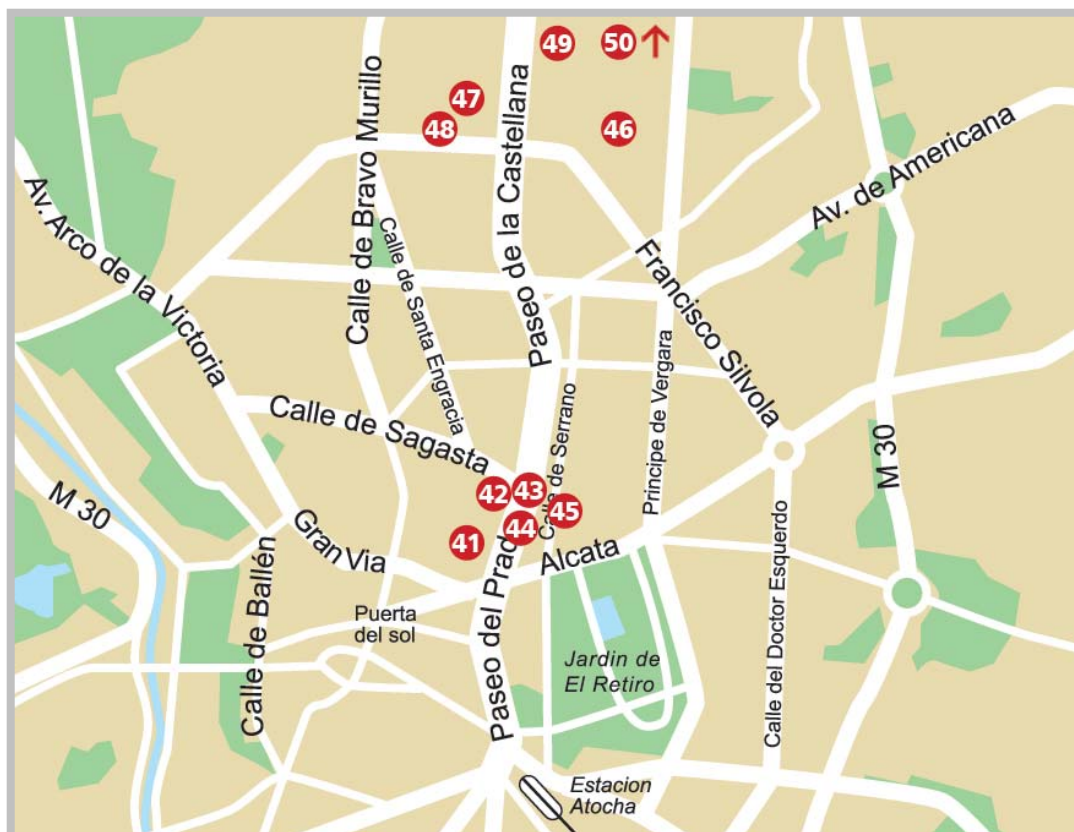 49
50
47
48
46
Paseo de la Castellana
Calle de Bravo Murillo
Av. de Americana
Av. Arco de la Victoria
Calle de Santa Engracia
Francisco Silvola
Principe de Vergara
Calle de Serrano
Calle de Sagasta
M 30
M 30
42
43
45
44
41
Gran Via
Alcata
Calle de Ballén
Puerta
del sol
Paseo del Prad
Jardin de
El Retiro
Calle del Doctor Esquerdo
Estacion
Atocha